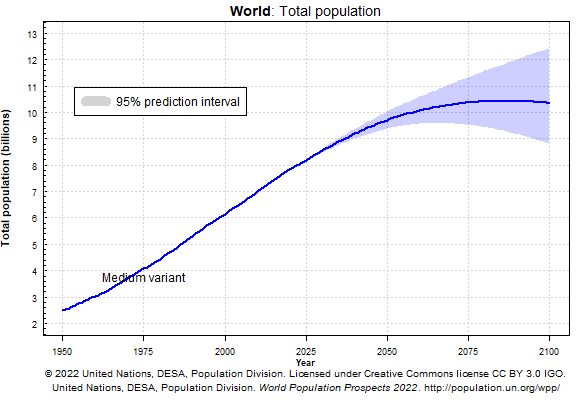 World: Total population
13
12
11
10
9
8
7
6
5
4
3
2
Total population (billions)
95% prediction interval
Medium variant
1950 1975 2000 2025 2050 2075 2100
Year
© 2022 United Nations, DESA, Population Division. Licensed under Creative Commons license CC BY 3.0 IGO.
United Nations, DESA, Population Division. World Population Prospects 2022. http://population.un.org/wpp/